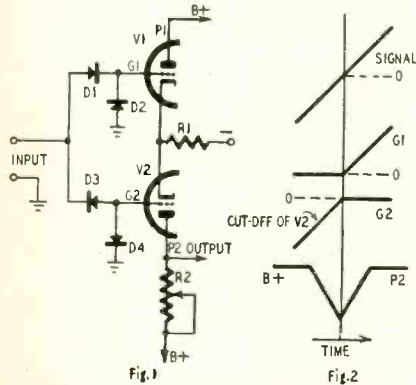 B+
P1
V1
G1
D1
D2
R1
−
INPUT
V2
D3
G2
D4
P2 OUTPUT
R2
B+
Fig.1
SIGNAL
0
G1
0
0
G2
CUT-OFF OF V2
B+
P2
TIME
Fig.2